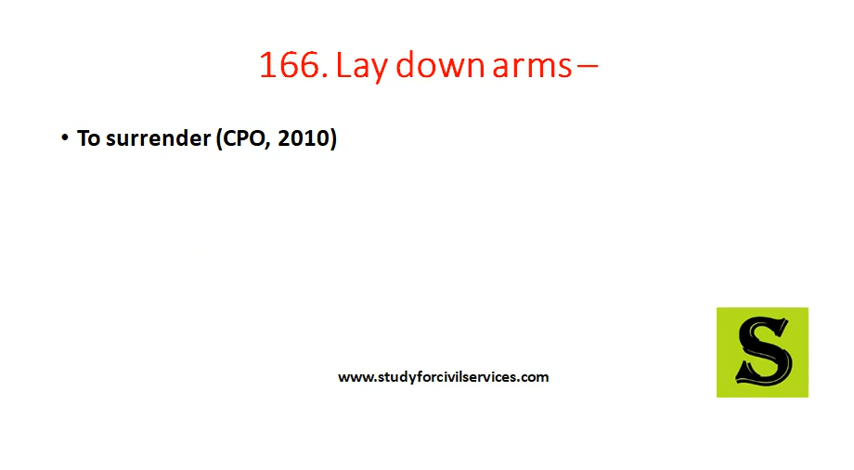 166. Lay down arms –
• To surrender (CPO, 2010)
S
www.studyforcivilservices.com